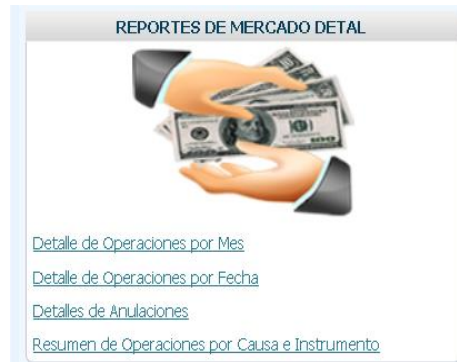 REPORTES DE MERCADO DETAL
Detalle de Operaciones por Mes
Detalle de Operaciones por Fecha
Detalles de Anulaciones
Resumen de Operaciones por Causa e Instrumento